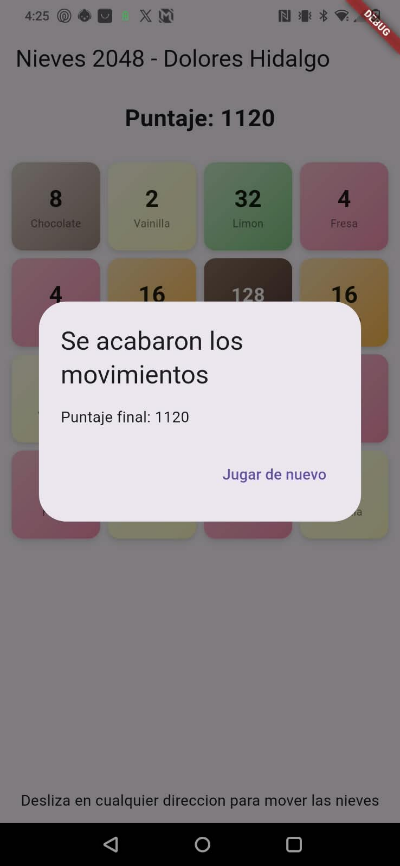 4:25
DEBUG
Nieves 2048 - Dolores Hidalgo
Puntaje: 1120
8 2 32 4
Chocolate Vainilla Limon Fresa
4 16 128 16
Se acabaron los
movimientos
Puntaje final: 1120
Jugar de nuevo
Desliza en cualquier direccion para mover las nieves